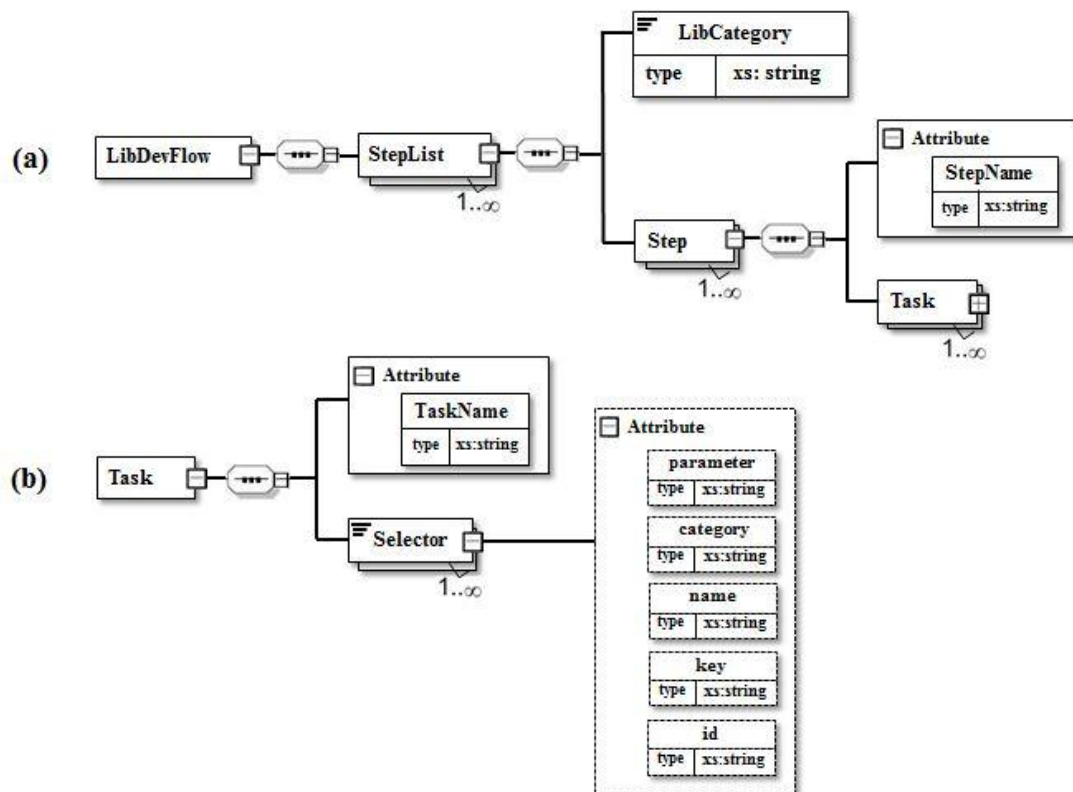 (a)
LibDevFlow
StepList
1..∞
LibCategory
type xs: string
Step
1..∞
Attribute
StepName
type xs:string
Task
1..∞
(b)
Task
Attribute
TaskName
type xs:string
Selector
1..∞
Attribute
parameter
type xs:string
category
type xs:string
name
type xs:string
key
type xs:string
id
type xs:string